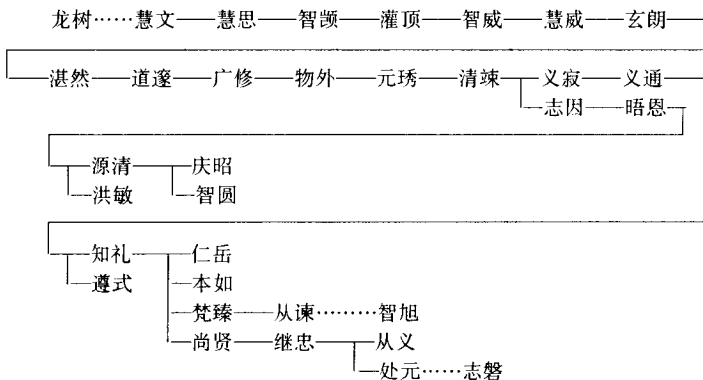 龙树……慧文——慧思——智𫖮——灌顶——智威——慧威——玄朗
湛然——道邃——广修——物外——元琇——清竦——义寂——义通
志因——晤恩
源清——庆昭
洪敏——智圆
知礼——仁岳
遵式——本如
梵臻——从谏………智旭
尚贤——继忠——从义
处元……志磐